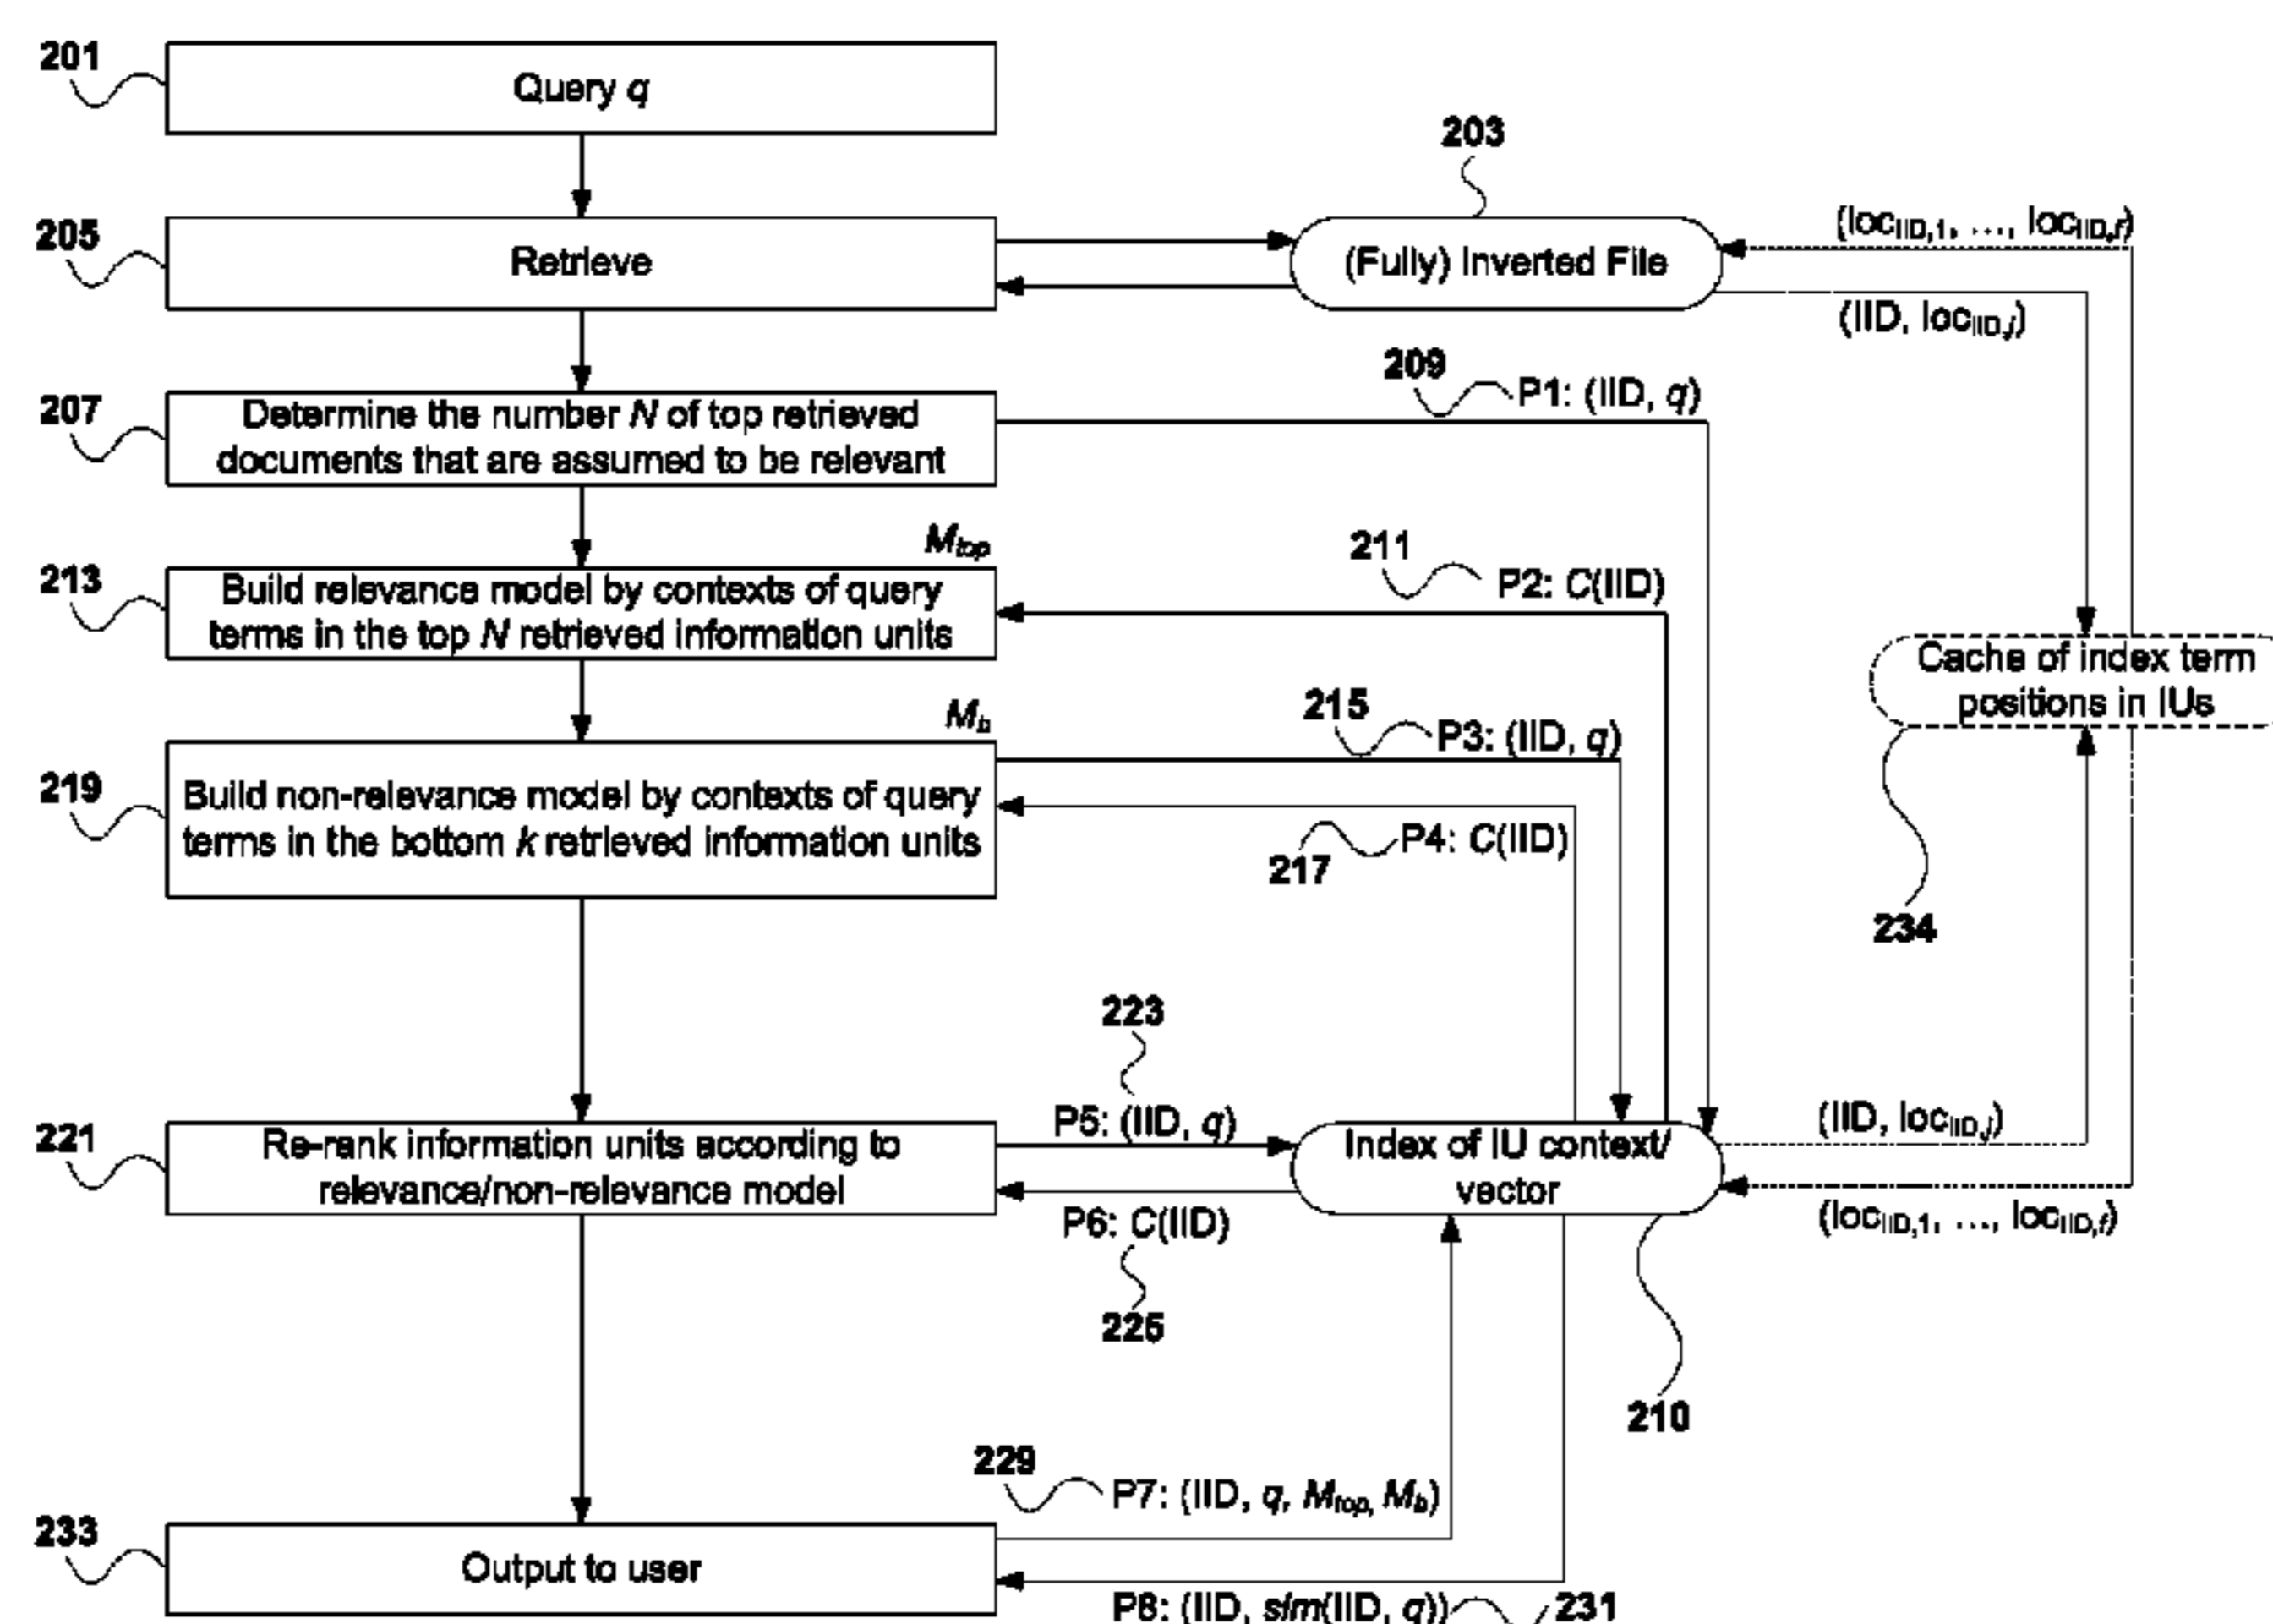 201
Query q
203
205
Retrieve
(Fully) Inverted File
(loc_IID,1, …, loc_IID,f)
(IID, loc_IID,j)
207
Determine the number N of top retrieved
documents that are assumed to be relevant
209
P1: (IID, q)
M_top
211
P2: C(IID)
213
Build relevance model by contexts of query
terms in the top N retrieved information units
Cache of index term
positions in IUs
234
M_b
215
P3: (IID, q)
219
Build non-relevance model by contexts of query
terms in the bottom k retrieved information units
P4: C(IID)
217
223
P5: (IID, q)
221
Re-rank information units according to
relevance/non-relevance model
Index of IU context/
vector
(IID, loc_IID,j)
(loc_IID,1, …, loc_IID,f)
P6: C(IID)
225
210
229
P7: (IID, q, M_top, M_b)
233
Output to user
P8: (IID, sim(IID, q))
231